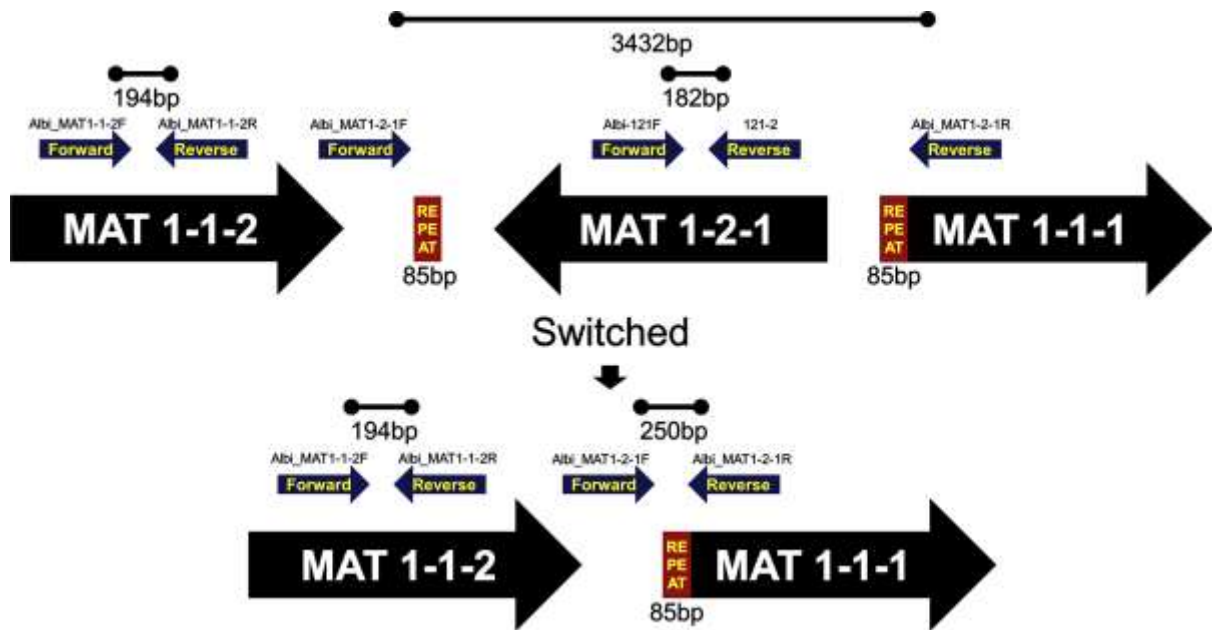 3432bp
194bp
182bp
Albi_MAT1-1-2F Albi_MAT1-1-2R Albi_MAT1-2-1F Albi-121F 121-2 Albi_MAT1-2-1R
Forward Reverse Forward Forward Reverse Reverse
MAT 1-1-2
RE
PE
AT
85bp
MAT 1-2-1
RE
PE
AT
85bp
MAT 1-1-1
Switched
194bp
250bp
Albi_MAT1-1-2F Albi_MAT1-1-2R Albi_MAT1-2-1F Albi_MAT1-2-1R
Forward Reverse Forward Reverse
MAT 1-1-2
RE
PE
AT
85bp
MAT 1-1-1